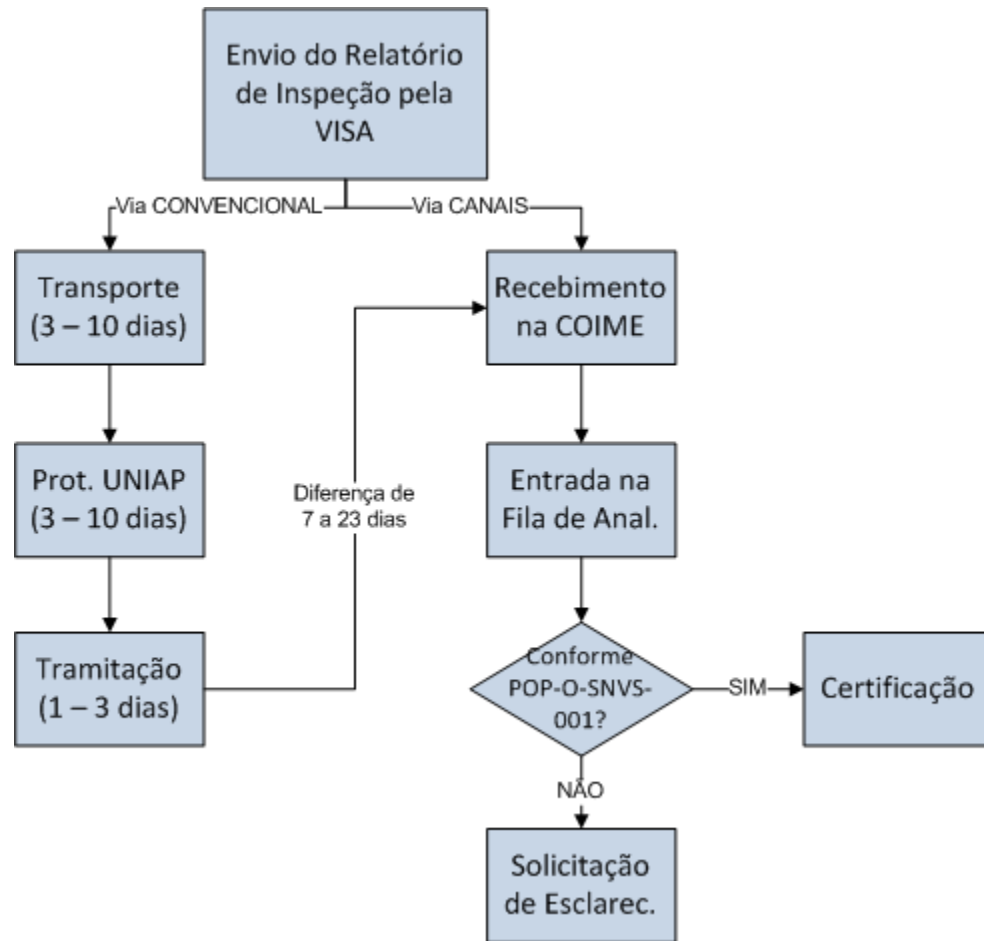 Envio do Relatório
de Inspeção pela
VISA
Via CONVENCIONAL
Via CANAIS
Transporte
(3 – 10 dias)
Recebimento
na COIME
Prot. UNIAP
(3 – 10 dias)
Diferença de
7 a 23 dias
Entrada na
Fila de Anal.
Tramitação
(1 – 3 dias)
Conforme
POP-O-SNVS-
001?
SIM
Certificação
NÃO
Solicitação
de Esclarec.